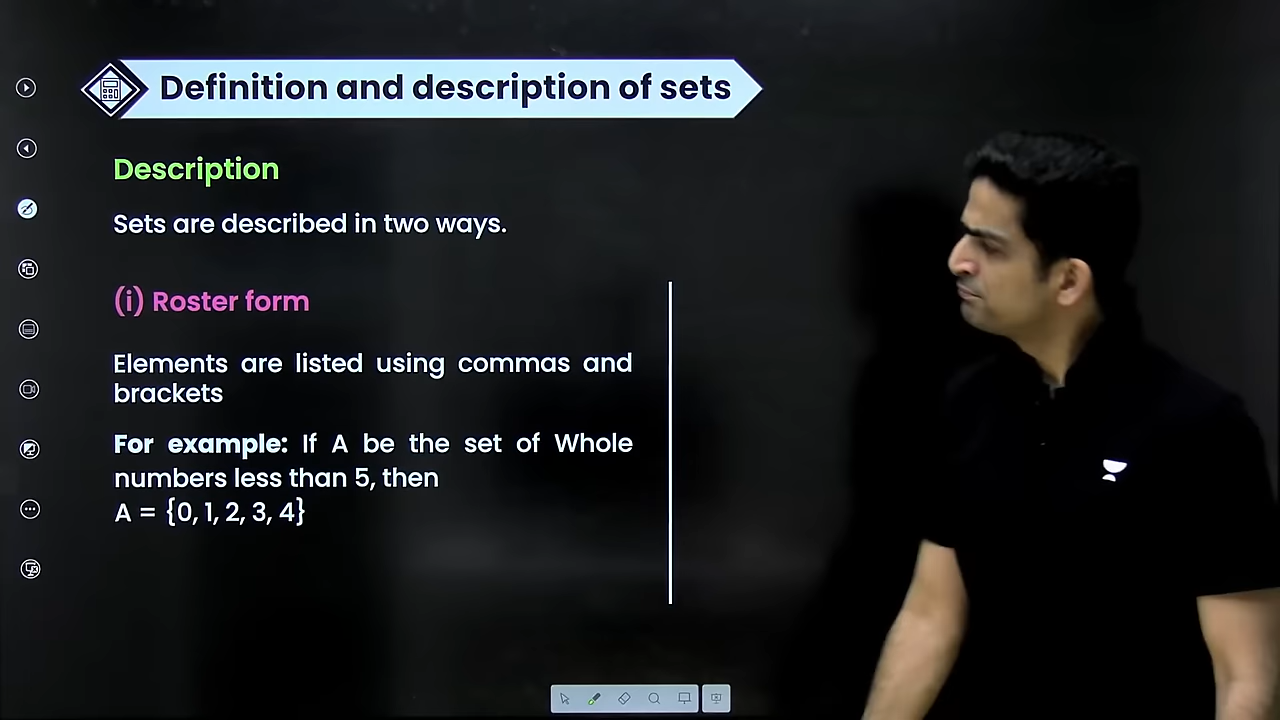 Definition and description of sets
Description
Sets are described in two ways.
(i) Roster form
Elements are listed using commas and
brackets
For example: If A be the set of Whole
numbers less than 5, then
A = {0, 1, 2, 3, 4}